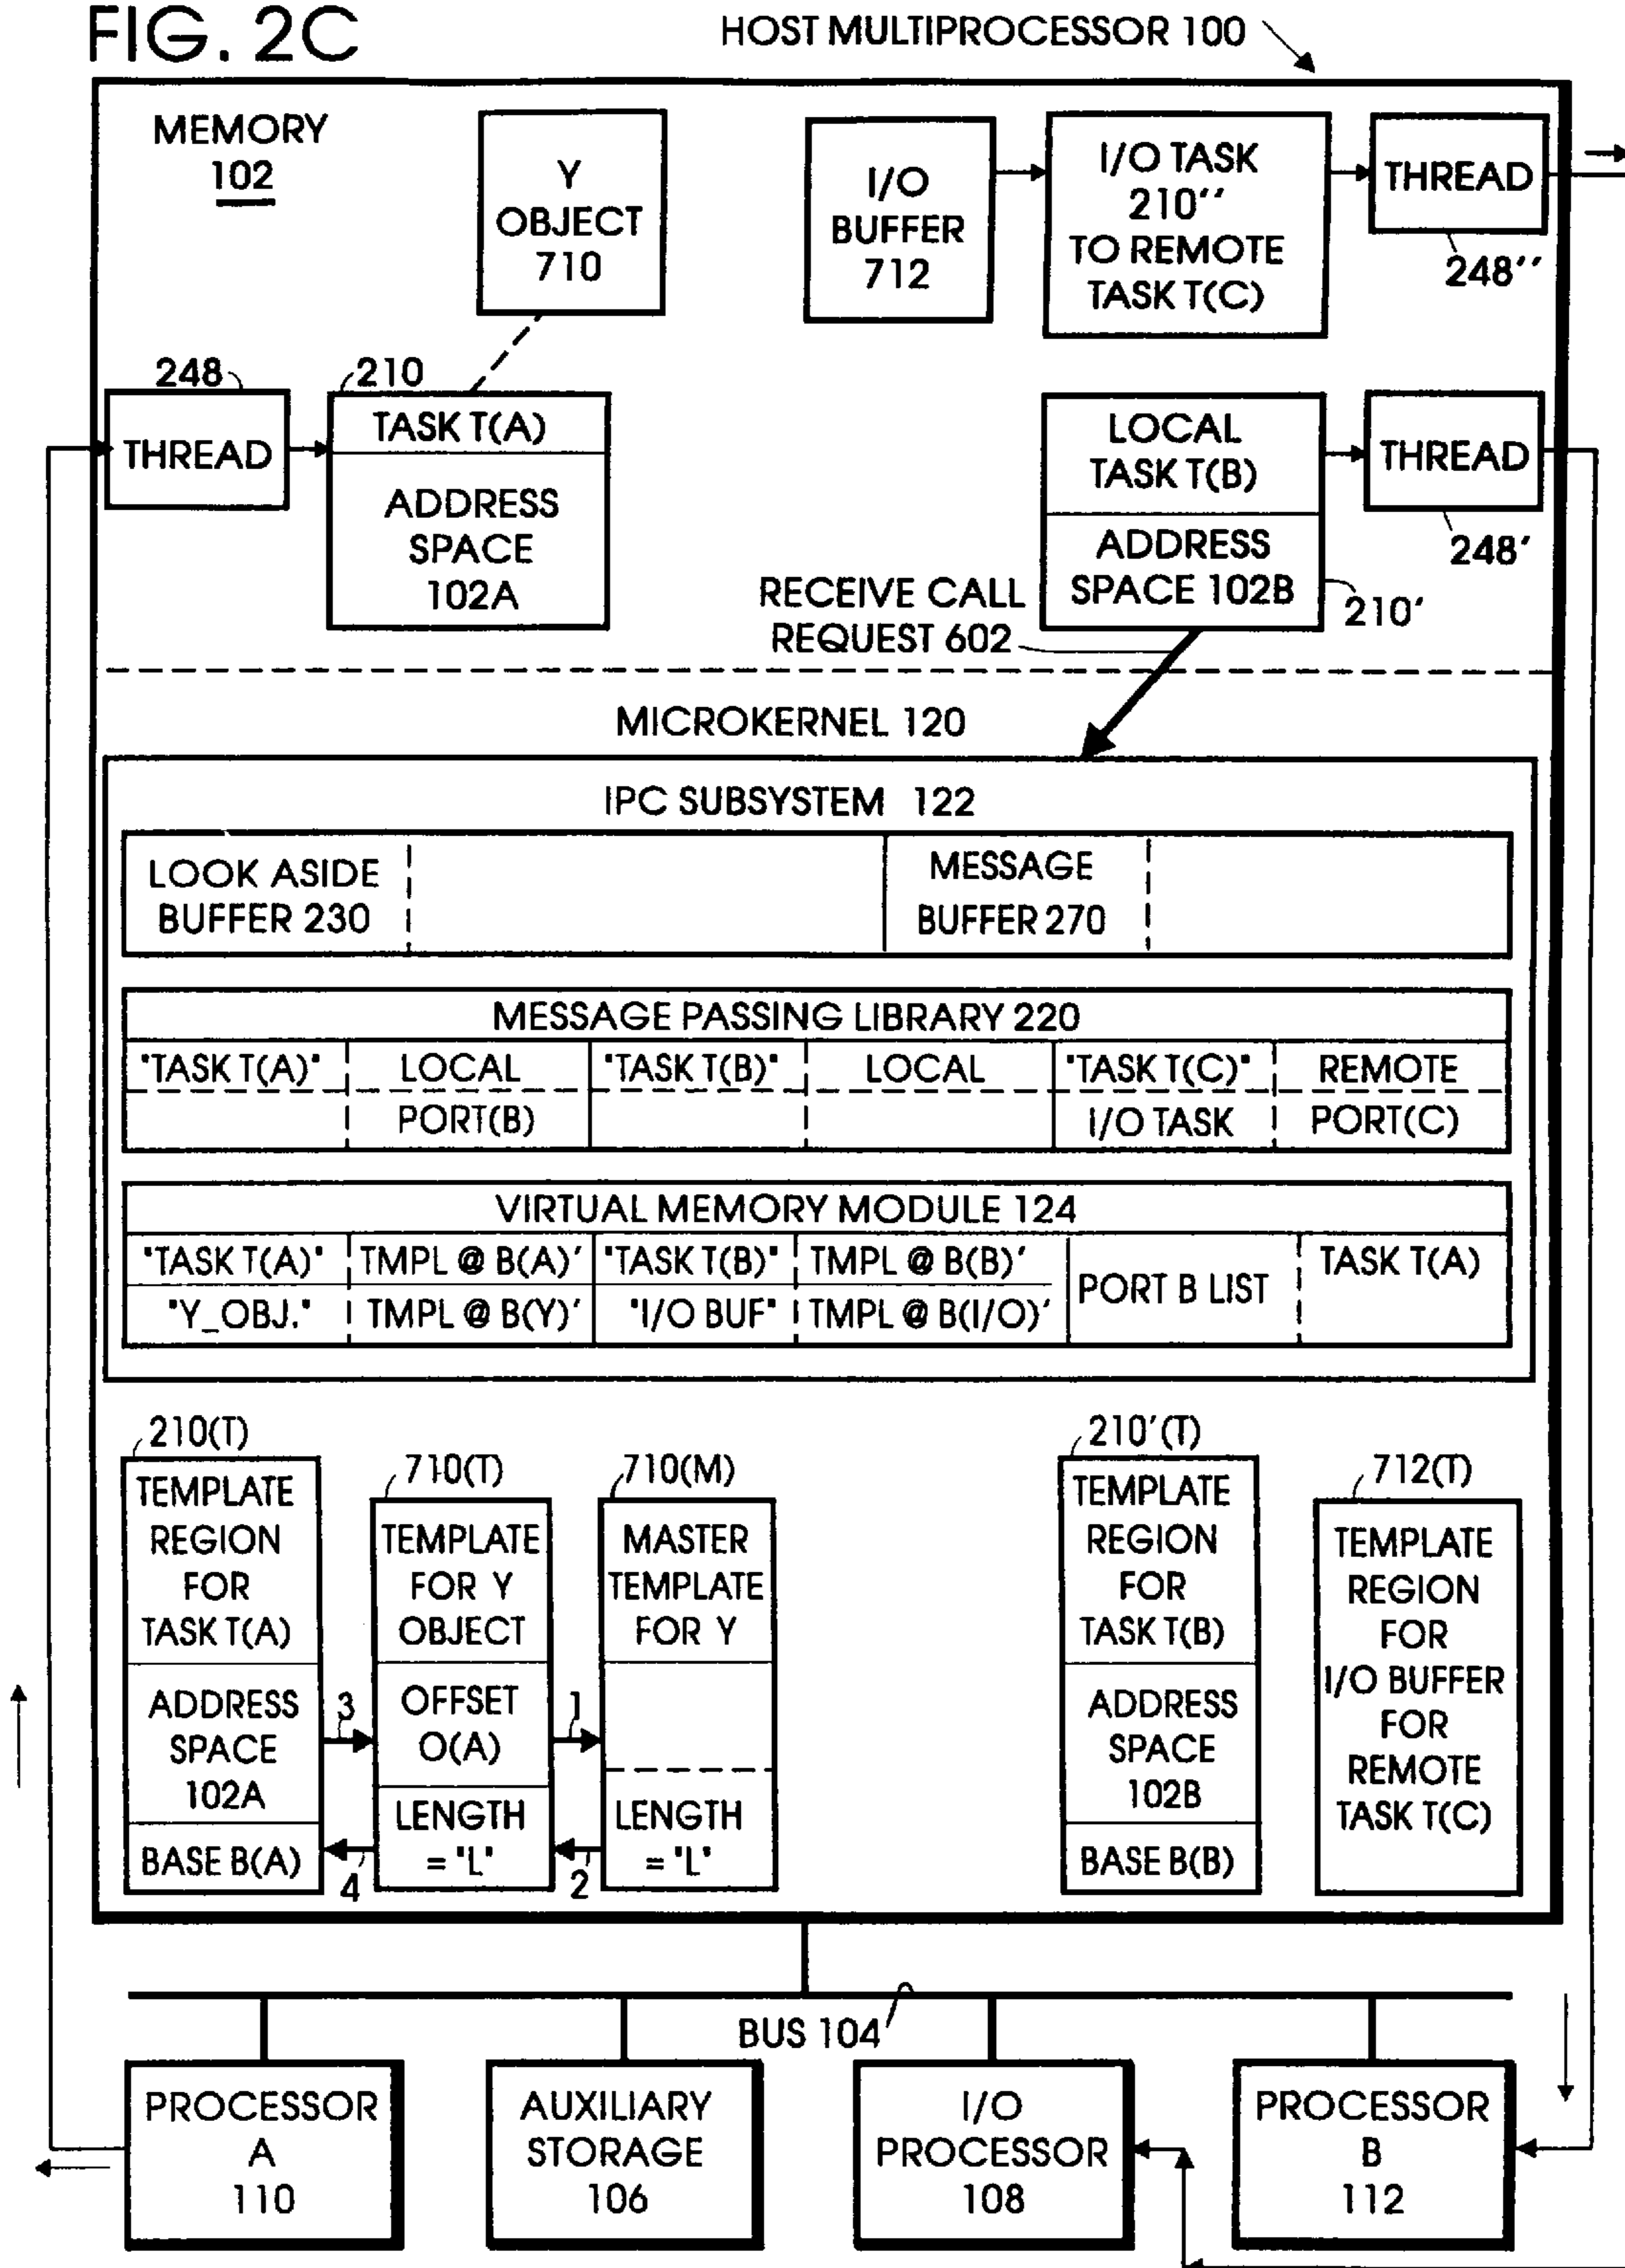 FIG. 2C
HOST MULTIPROCESSOR 100
MEMORY
102
Y
OBJECT
710
I/O
BUFFER
712
I/O TASK
210''
TO REMOTE
TASK T(C)
THREAD
248''
248
THREAD
210
TASK T(A)
ADDRESS
SPACE
102A
LOCAL
TASK T(B)
ADDRESS
SPACE 102B
210'
THREAD
248'
RECEIVE CALL
REQUEST 602
MICROKERNEL 120
IPC SUBSYSTEM 122
LOOK ASIDE
BUFFER 230
MESSAGE
BUFFER 270
MESSAGE PASSING LIBRARY 220
"TASK T(A)" LOCAL "TASK T(B)" LOCAL "TASK T(C)" REMOTE
PORT(B) I/O TASK PORT(C)
VIRTUAL MEMORY MODULE 124
"TASK T(A)" TMPL @ B(A)' "TASK T(B)" TMPL @ B(B)' PORT B LIST TASK T(A)
"Y_OBJ." TMPL @ B(Y)' "I/O BUF" TMPL @ B(I/O)'
210(T)
TEMPLATE
REGION
FOR
TASK T(A)
ADDRESS
SPACE
102A
BASE B(A)
3
4
710(T)
TEMPLATE
FOR Y
OBJECT
OFFSET
O(A)
LENGTH
= "L"
1
2
710(M)
MASTER
TEMPLATE
FOR Y
LENGTH
= "L"
210'(T)
TEMPLATE
REGION
FOR
TASK T(B)
ADDRESS
SPACE
102B
BASE B(B)
712(T)
TEMPLATE
REGION
FOR
I/O BUFFER
FOR
REMOTE
TASK T(C)
BUS 104
PROCESSOR
A
110
AUXILIARY
STORAGE
106
I/O
PROCESSOR
108
PROCESSOR
B
112